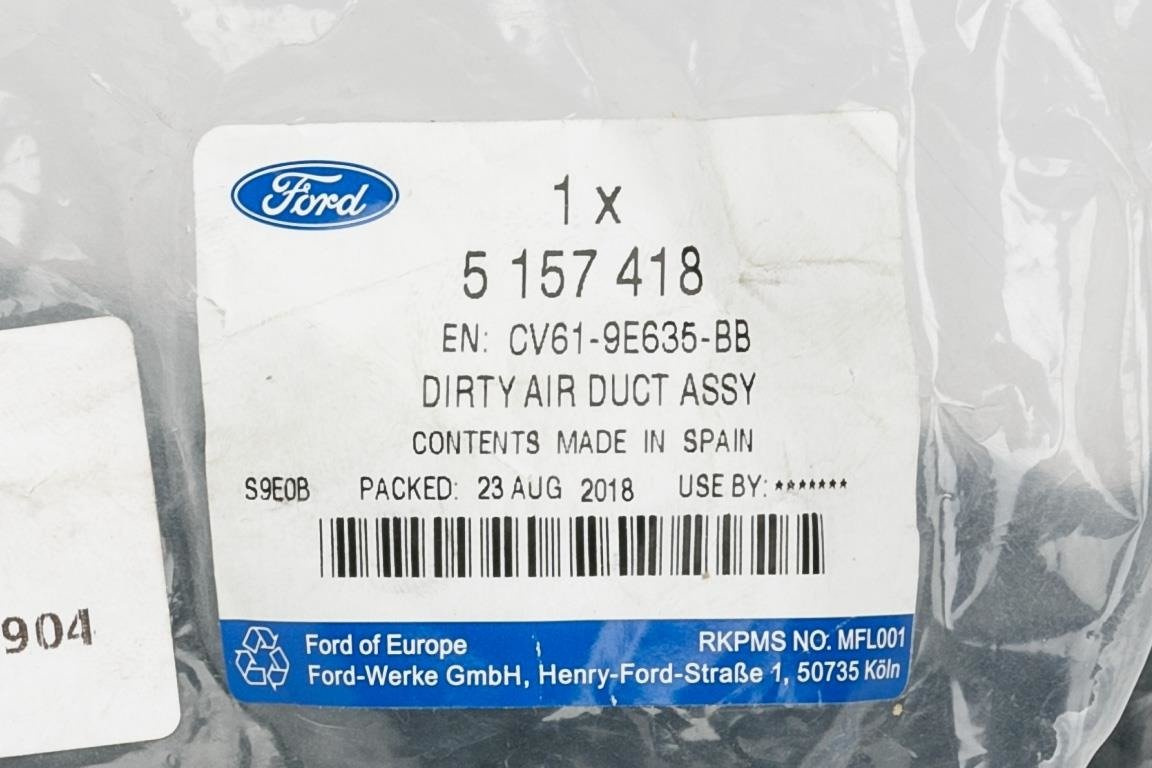 Ford
1 x
5 157 418
EN: CV61-9E635-BB
DIRTY AIR DUCT ASSY
CONTENTS MADE IN SPAIN
S9E0B PACKED: 23 AUG 2018 USE BY: *******
904
Ford of Europe RKPMS NO. MFL001
Ford-Werke GmbH, Henry-Ford-Straße 1, 50735 Köln